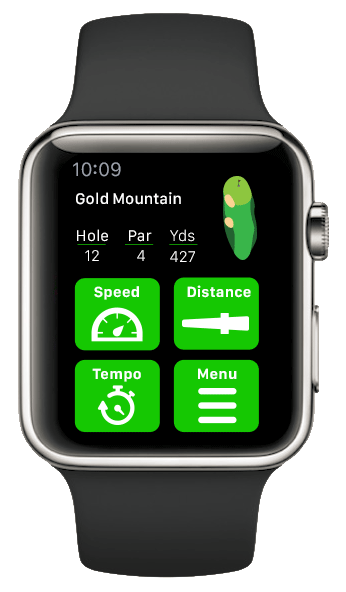 10:09
Gold Mountain
Hole Par Yds
12 4 427
Speed Distance
Tempo Menu